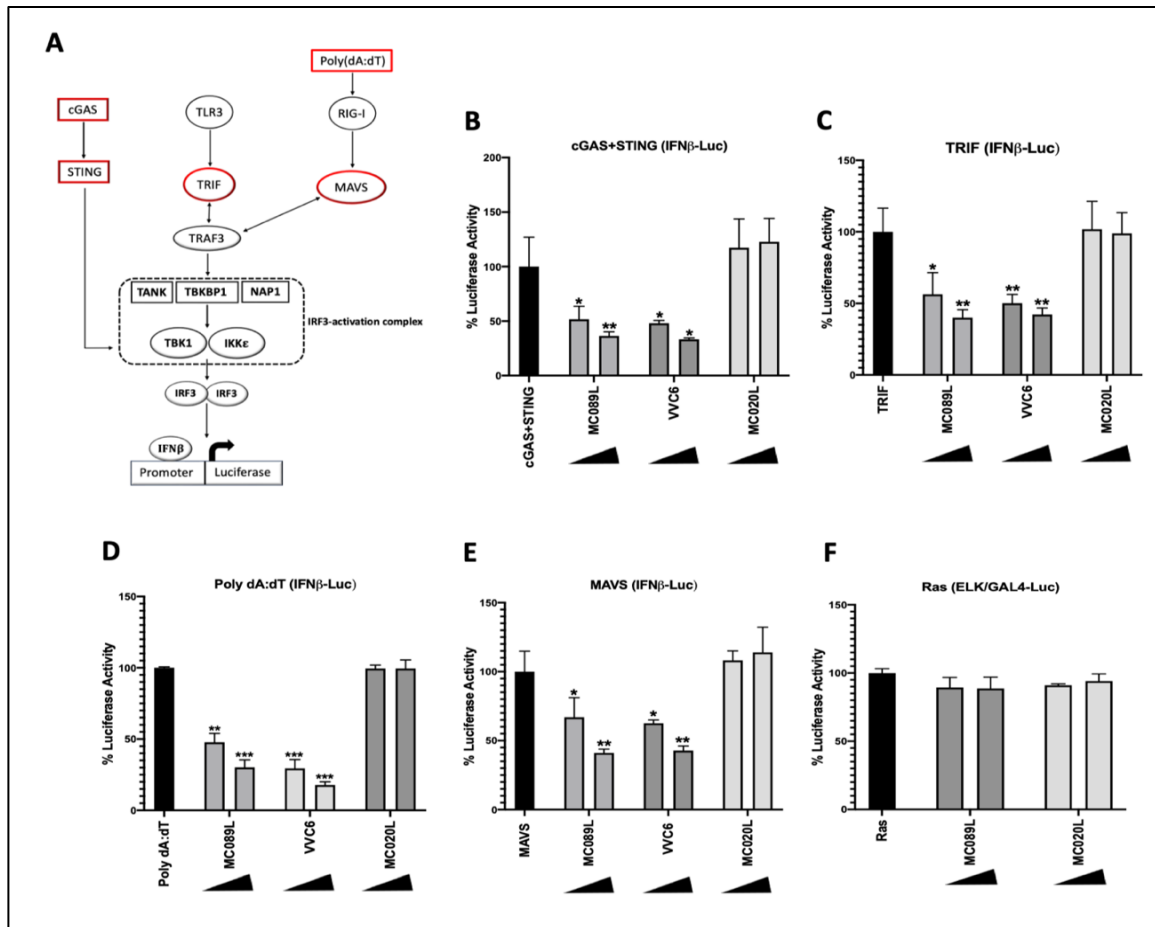 A
Poly(dA:dT)
cGAS
TLR3
RIG-I
STING
TRIF
MAVS
TRAF3
TANK
TBKBP1
NAP1
IRF3-activation complex
TBK1
IKKε
IRF3
IRF3
IFNβ
Promoter
Luciferase
B
cGAS+STING (IFNβ-Luc)
% Luciferase Activity
200
150
100
50
0
*
**
*
*
cGAS+STING
MC089L
VVC6
MC020L
C
TRIF (IFNβ-Luc)
% Luciferase Activity
150
100
50
0
*
**
**
**
TRIF
MC089L
VVC6
MC020L
D
Poly dA:dT (IFNβ-Luc)
% Luciferase Activity
150
100
50
0
**
***
***
***
Poly dA:dT
MC089L
VVC6
MC020L
E
MAVS (IFNβ-Luc)
% Luciferase Activity
150
100
50
0
*
**
*
**
MAVS
MC089L
VVC6
MC020L
F
Ras (ELK/GAL4-Luc)
% Luciferase Activity
150
100
50
0
Ras
MC089L
MC020L